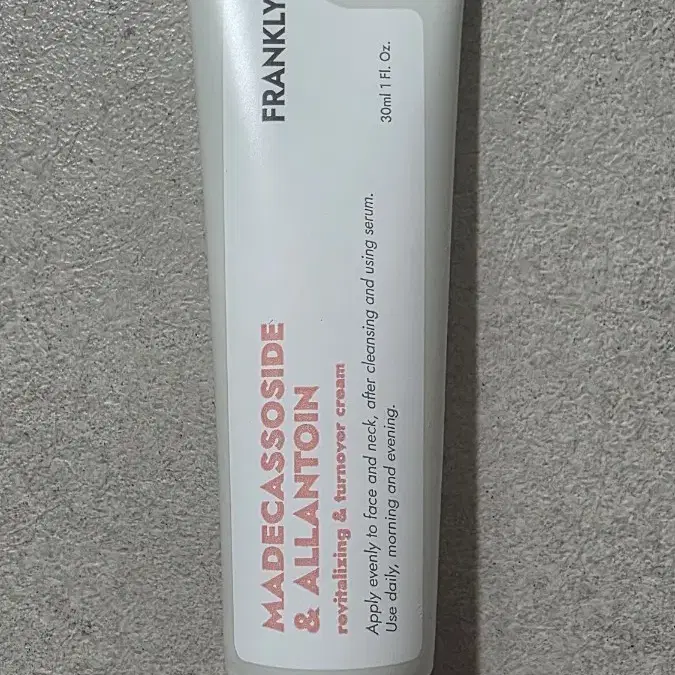 MADECASSOSIDE
& ALLANTOIN
revitalizing & turnover cream
Apply evenly to face and neck, after cleansing and using serum.
Use daily, morning and evening.
FRANKLY
30ml 1 Fl. Oz.